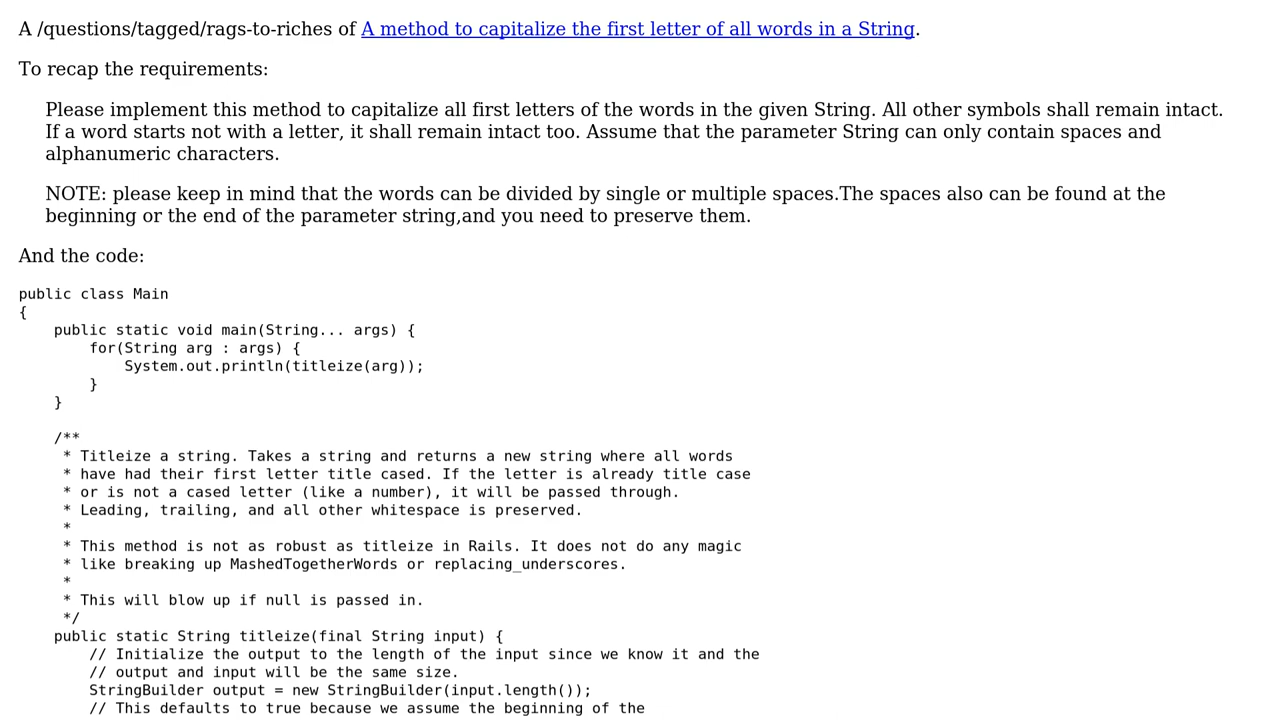 A /questions/tagged/rags-to-riches of A method to capitalize the first letter of all words in a String.
To recap the requirements:
Please implement this method to capitalize all first letters of the words in the given String. All other symbols shall remain intact.
If a word starts not with a letter, it shall remain intact too. Assume that the parameter String can only contain spaces and
alphanumeric characters.
NOTE: please keep in mind that the words can be divided by single or multiple spaces.The spaces also can be found at the
beginning or the end of the parameter string,and you need to preserve them.
And the code:
public class Main
{
    public static void main(String... args) {
        for(String arg : args) {
            System.out.println(titleize(arg));
        }
    }
    /**
     * Titleize a string. Takes a string and returns a new string where all words
     * have had their first letter title cased. If the letter is already title case
     * or is not a cased letter (like a number), it will be passed through.
     * Leading, trailing, and all other whitespace is preserved.
     *
     * This method is not as robust as titleize in Rails. It does not do any magic
     * like breaking up MashedTogetherWords or replacing_underscores.
     *
     * This will blow up if null is passed in.
     */
    public static String titleize(final String input) {
        // Initialize the output to the length of the input since we know it and the
        // output and input will be the same size.
        StringBuilder output = new StringBuilder(input.length());
        // This defaults to true because we assume the beginning of the